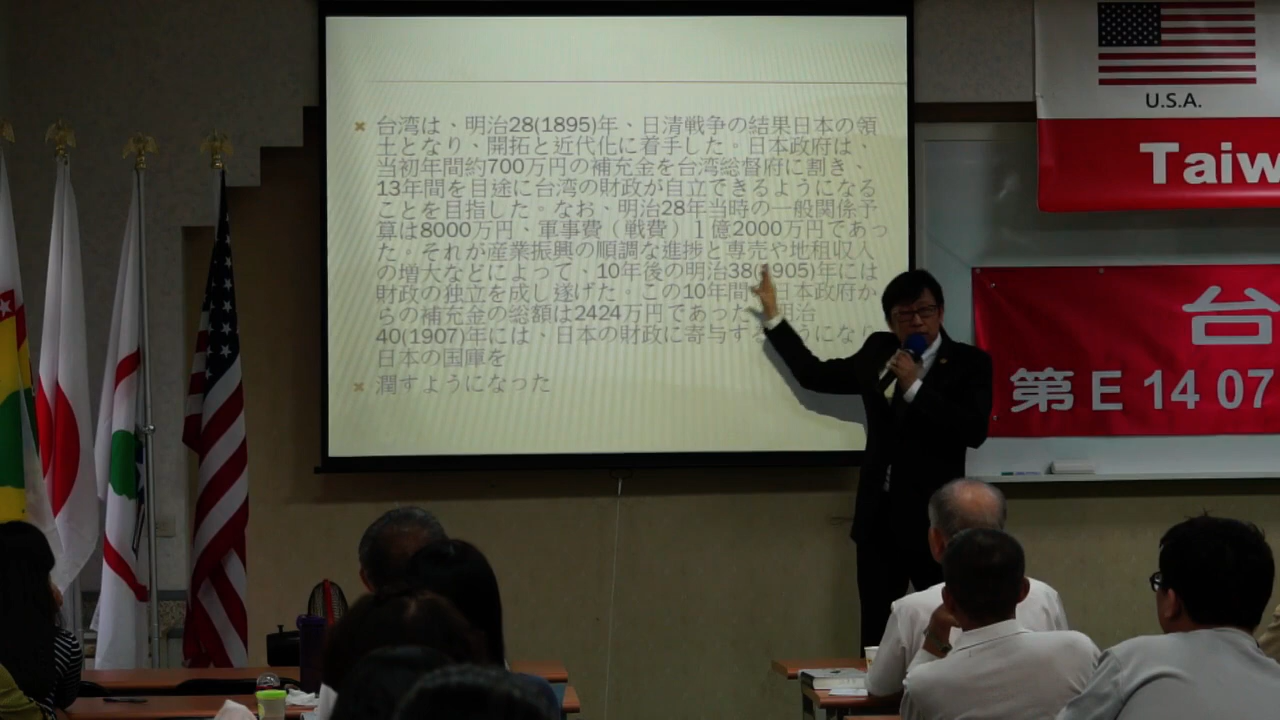 台湾は、明治28(1895)年、日清戦争の結果日本の領
土となり、開拓と近代化に着手した。日本政府は、
当初年間約700万円の補充金を台湾総督府に割き、
13年間を目途に台湾の財政が自立できるようになる
ことを目指した。なお、明治28年当時の一般関係予
算は8000万円、軍事費（戦費）1億2000万円であっ
た。それが産業振興の順調な進捗と専売や地租収入
の増大などによって、10年後の明治38(1905)年には
財政の独立を成し遂げた。この10年間 日本政府か
らの補充金の総額は2424万円であった 明治
40(1907)年には、日本の財政に寄与する うになり
日本の国庫を
潤すようになった
U.S.A.
Taiw
台
第 E 14 07